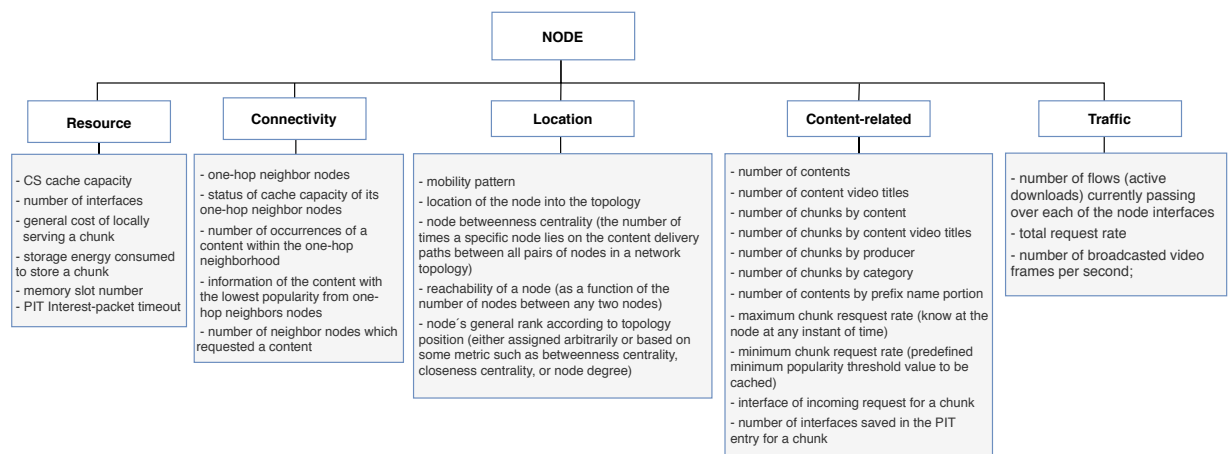 NODE
Resource
- CS cache capacity
- number of interfaces
- general cost of locally
serving a chunk
- storage energy consumed
to store a chunk
- memory slot number
- PIT Interest-packet timeout
Connectivity
- one-hop neighbor nodes
- status of cache capacity of its
one-hop neighbor nodes
- number of occurrences of a
content within the one-hop
neighborhood
- information of the content with
the lowest popularity from one-
hop neighbors nodes
- number of neighbor nodes which
requested a content
Location
- mobility pattern
- location of the node into the topology
- node betweenness centrality (the number of
times a specific node lies on the content delivery
paths between all pairs of nodes in a network
topology)
- reachability of a node (as a function of the
number of nodes between any two nodes)
- node´s general rank according to topology
position (either assigned arbitrarily or based on
some metric such as betweenness centrality,
closeness centrality, or node degree)
Content-related
- number of contents
- number of content video titles
- number of chunks by content
- number of chunks by content video titles
- number of chunks by producer
- number of chunks by category
- number of contents by prefix name portion
- maximum chunk resquest rate (know at the
node at any instant of time)
- minimum chunk request rate (predefined
minimum popularity threshold value to be
cached)
- interface of incoming request for a chunk
- number of interfaces saved in the PIT
entry for a chunk
Traffic
- number of flows (active
downloads) currently passing
over each of the node interfaces
- total request rate
- number of broadcasted video
frames per second;